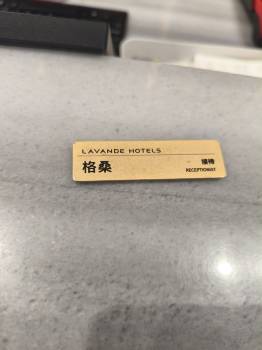 LAVANDE HOTELS
格桑
接待
RECEPTIONIST